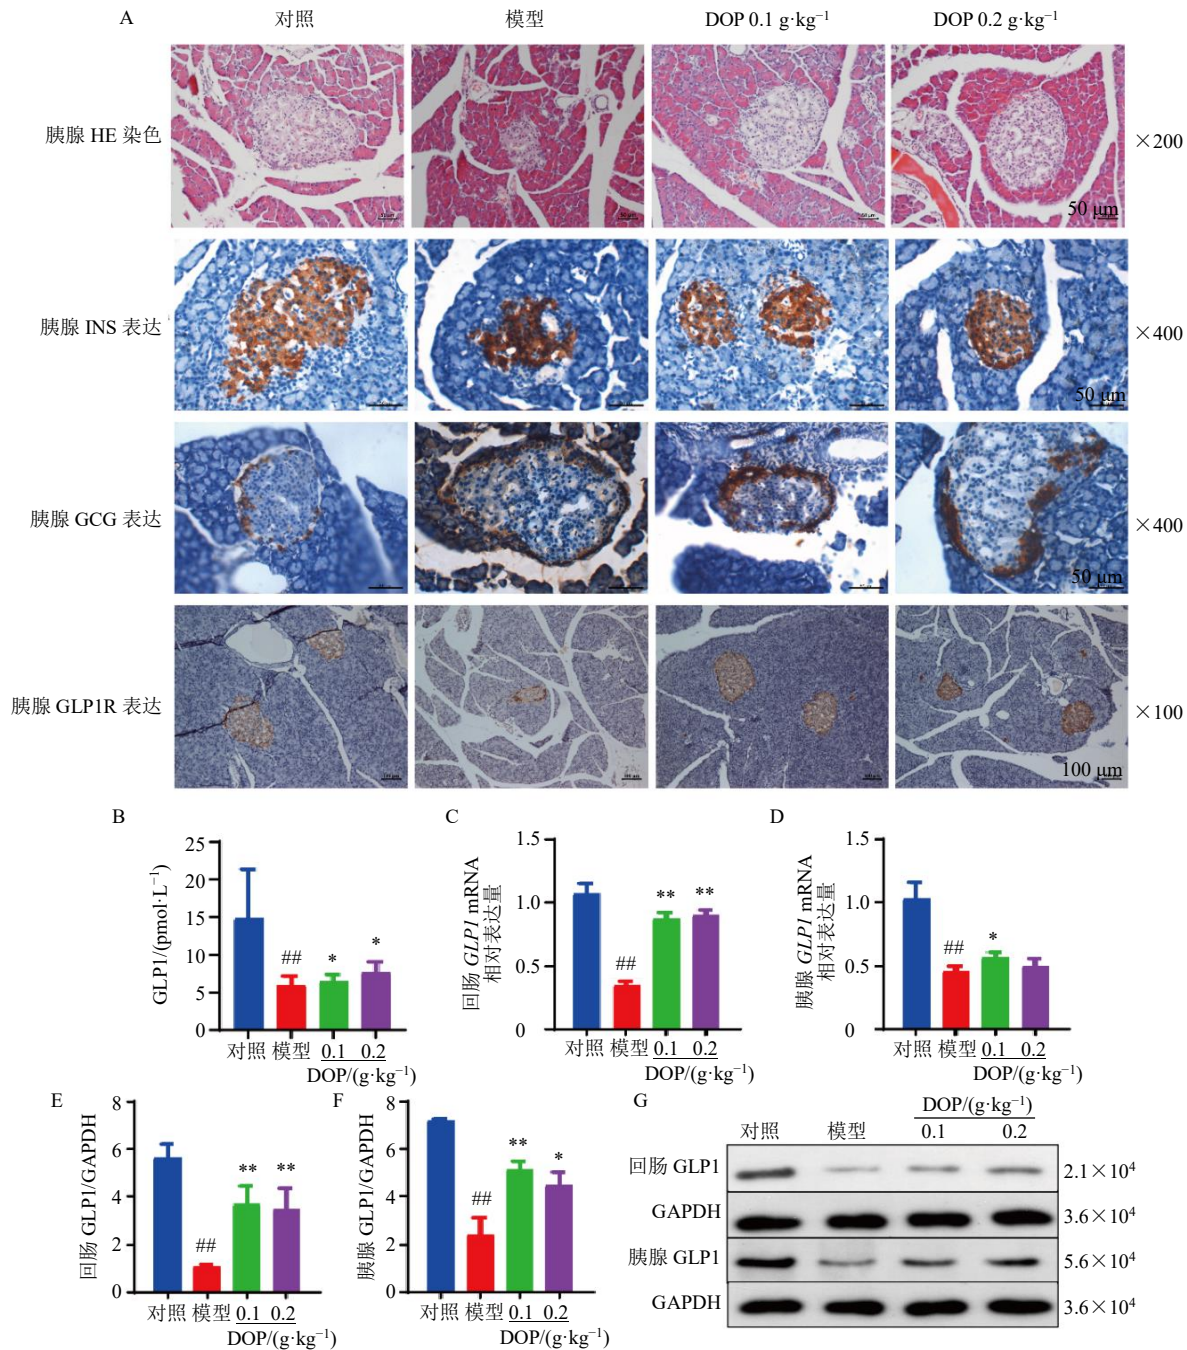 A
对照 模型 DOP 0.1 g·kg⁻¹ DOP 0.2 g·kg⁻¹
胰腺 HE 染色 ×200
50 μm
胰腺 INS 表达 ×400
50 μm
胰腺 GCG 表达 ×400
50 μm
胰腺 GLP1R 表达 ×100
100 μm
B
GLP1/(pmol·L⁻¹)
25
20
15
10
5
0
## * *
对照 模型 0.1 0.2
DOP/(g·kg⁻¹)
C
回肠 GLP1 mRNA
相对表达量
1.5
1.0
0.5
0
## ** **
对照 模型 0.1 0.2
DOP/(g·kg⁻¹)
D
胰腺 GLP1 mRNA
相对表达量
1.5
1.0
0.5
0
## *
对照 模型 0.1 0.2
DOP/(g·kg⁻¹)
E
回肠 GLP1/GAPDH
8
6
4
2
0
## ** **
对照 模型 0.1 0.2
DOP/(g·kg⁻¹)
F
胰腺 GLP1/GAPDH
8
6
4
2
0
## ** *
对照 模型 0.1 0.2
DOP/(g·kg⁻¹)
G
DOP/(g·kg⁻¹)
对照 模型 0.1 0.2
回肠 GLP1 2.1×10⁴
GAPDH 3.6×10⁴
胰腺 GLP1 5.6×10⁴
GAPDH 3.6×10⁴